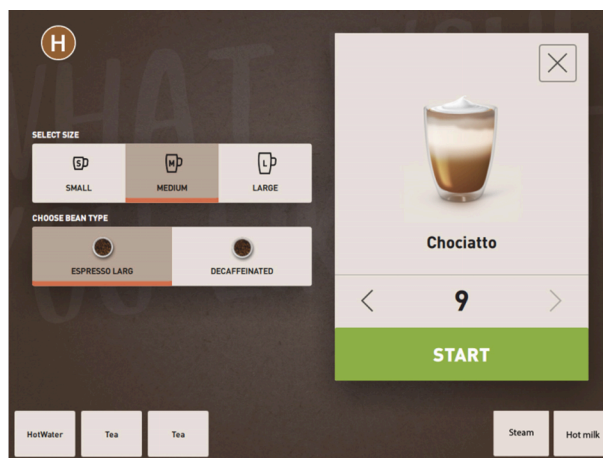 H
SELECT SIZE
S M L
SMALL MEDIUM LARGE
CHOOSE BEAN TYPE
ESPRESSO LARG DECAFFEINATED
Chociatto
9
START
HotWater Tea Tea Steam Hot milk